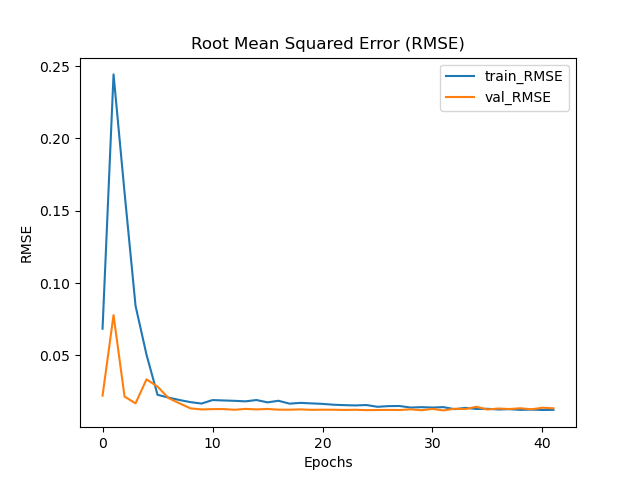 Root Mean Squared Error (RMSE)
train_RMSE
val_RMSE
0.25
0.20
0.15
0.10
0.05
RMSE
0 10 20 30 40
Epochs